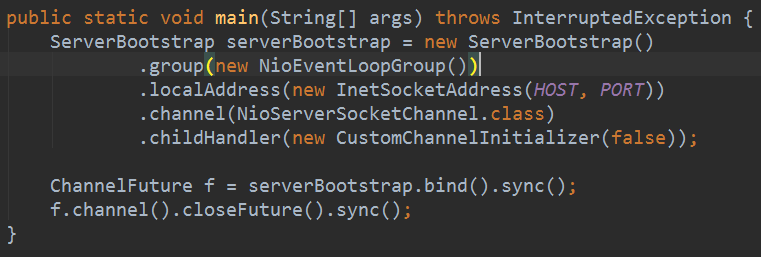 public static void main(String[] args) throws InterruptedException {
    ServerBootstrap serverBootstrap = new ServerBootstrap()
            .group(new NioEventLoopGroup())
            .localAddress(new InetSocketAddress(HOST, PORT))
            .channel(NioServerSocketChannel.class)
            .childHandler(new CustomChannelInitializer(false));

    ChannelFuture f = serverBootstrap.bind().sync();
    f.channel().closeFuture().sync();
}